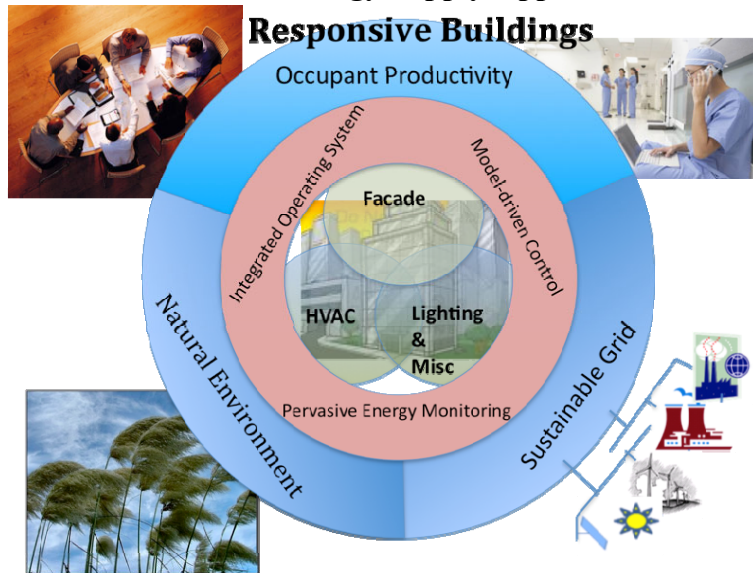 Responsive Buildings
Occupant Productivity
Integrated Operating System
Model-driven Control
Facade
HVAC
Lighting
&
Misc
Pervasive Energy Monitoring
Natural Environment
Sustainable Grid